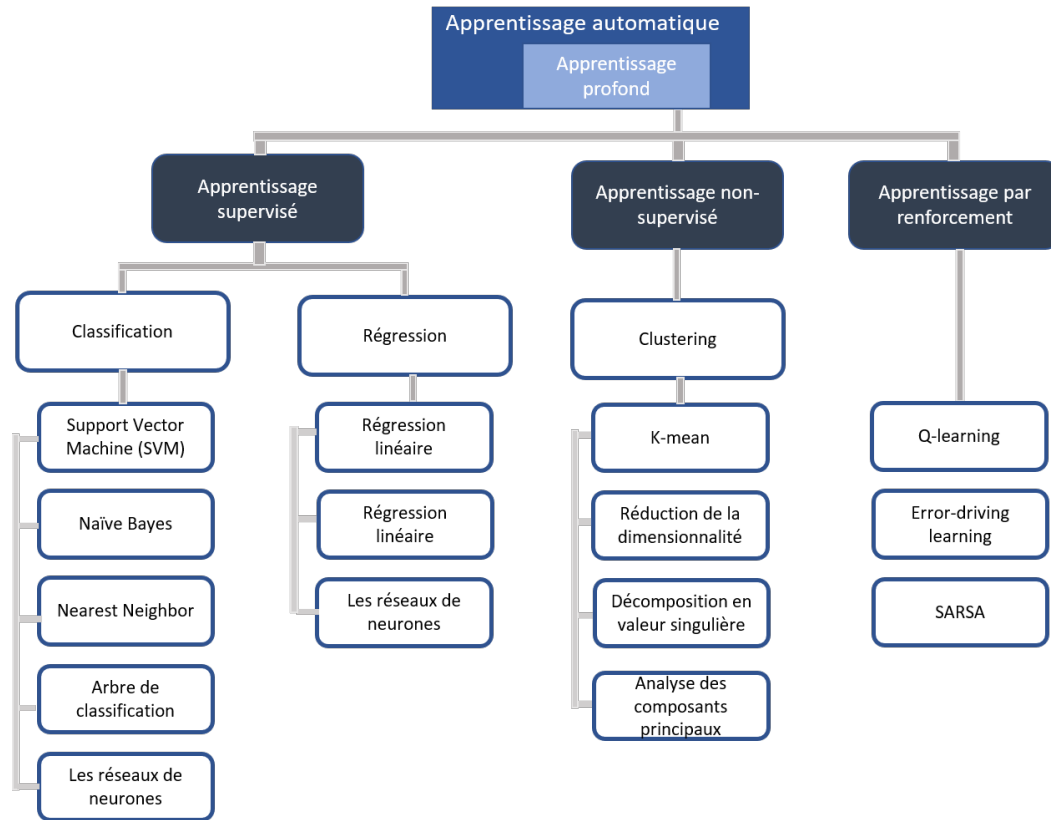 Apprentissage automatique
Apprentissage
profond
Apprentissage
supervisé
Apprentissage non-
supervisé
Apprentissage par
renforcement
Classification
Régression
Clustering
Support Vector
Machine (SVM)
Naïve Bayes
Nearest Neighbor
Arbre de
classification
Les réseaux de
neurones
Régression
linéaire
Régression
linéaire
Les réseaux de
neurones
K-mean
Réduction de la
dimensionnalité
Décomposition en
valeur singulière
Analyse des
composants
principaux
Q-learning
Error-driving
learning
SARSA